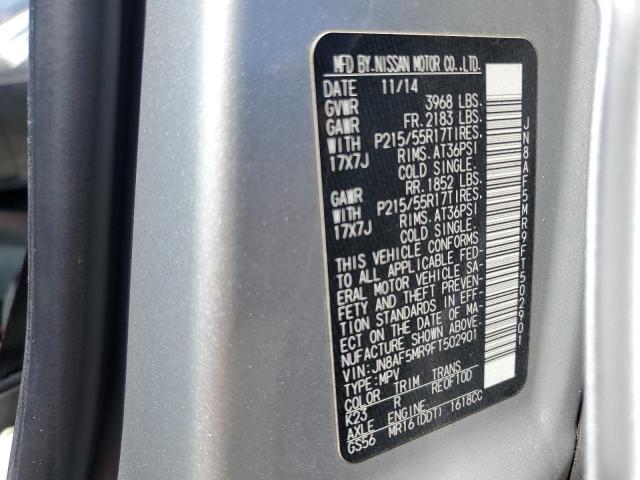 MFD BY.NISSAN MOTOR CO.,LTD.
DATE 11/14
GVWR 3968 LBS.
GAWR FR.2183 LBS.
WITH P215/55R17TIRES.
17X7J RIMS.AT36PSI
COLD SINGLE.
GAWR RR.1852 LBS.
WITH P215/55R17TIRES.
17X7J RIMS.AT36PSI
COLD SINGLE.
THIS VEHICLE CONFORMS
TO ALL APPLICABLE FED-
ERAL MOTOR VEHICLE SA-
FETY AND THEFT PREVEN-
TION STANDARDS IN EFF-
ECT ON THE DATE OF MA-
NUFACTURE SHOWN ABOVE.
VIN:JN8AF5MR9FT502901
TYPE:MPV
COLOR TRIM TRANS
K23 R RE0F10D
AXLE ENGINE.
GS56 MR16(DDT) 1618CC
JN8AF5MR9FT502901